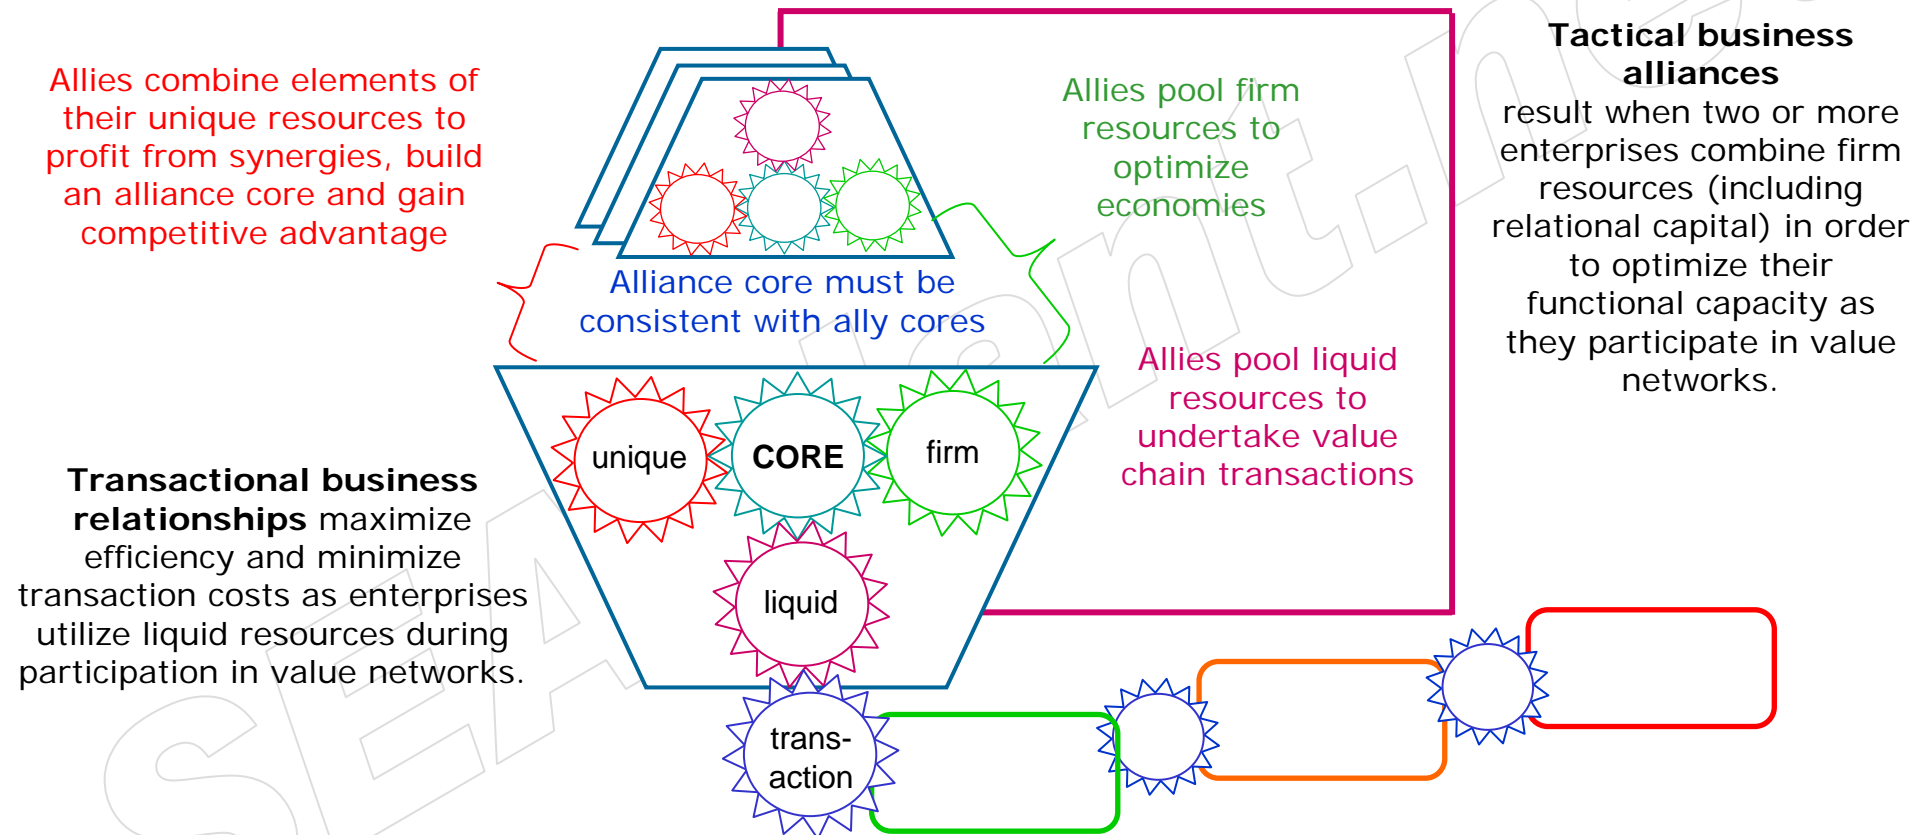 Allies combine elements of
their unique resources to
profit from synergies, build
an alliance core and gain
competitive advantage
Allies pool firm
resources to
optimize
economies
Tactical business
alliances
result when two or more
enterprises combine firm
resources (including
relational capital) in order
to optimize their
functional capacity as
they participate in value
networks.
Alliance core must be
consistent with ally cores
Allies pool liquid
resources to
undertake value
chain transactions
unique
CORE
firm
liquid
Transactional business
relationships maximize
efficiency and minimize
transaction costs as enterprises
utilize liquid resources during
participation in value networks.
trans-
action